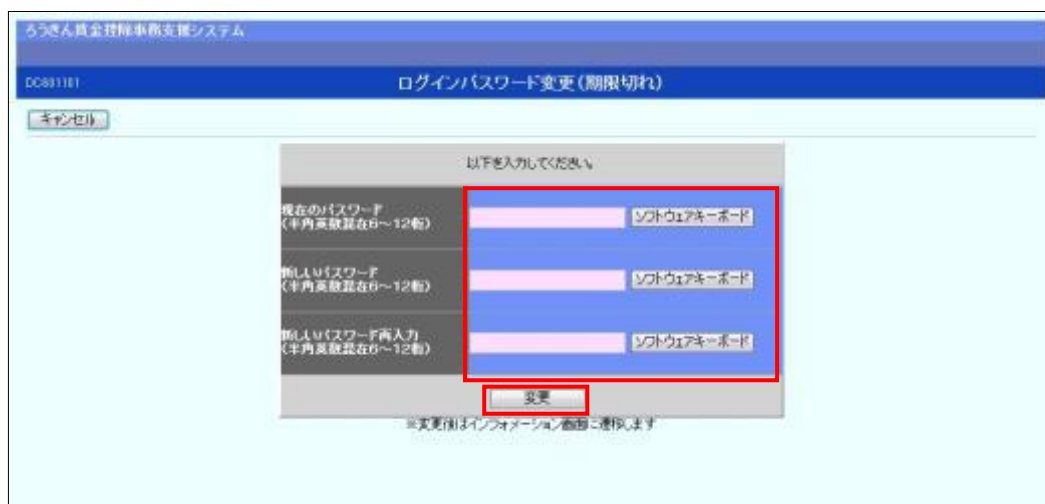 ろうきん賃金控除事務支援システム
DC801101
ログインパスワード変更(期限切れ)
キャンセル
以下を入力してください。
現在のパスワード
(半角英数混在6～12桁)
ソフトウェアキーボード
新しいパスワード
(半角英数混在6～12桁)
ソフトウェアキーボード
新しいパスワード再入力
(半角英数混在6～12桁)
ソフトウェアキーボード
変更
※変更後はインフォメーション画面に遷移します